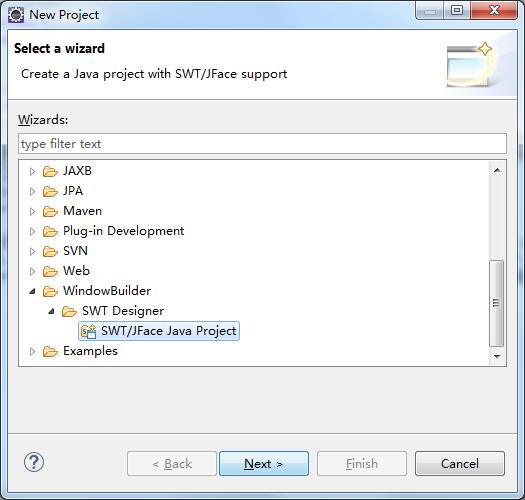 New Project
Select a wizard
Create a Java project with SWT/JFace support
Wizards:
type filter text
JAXB
JPA
Maven
Plug-in Development
SVN
Web
WindowBuilder
SWT Designer
SWT/JFace Java Project
Examples
? < Back Next > Finish Cancel